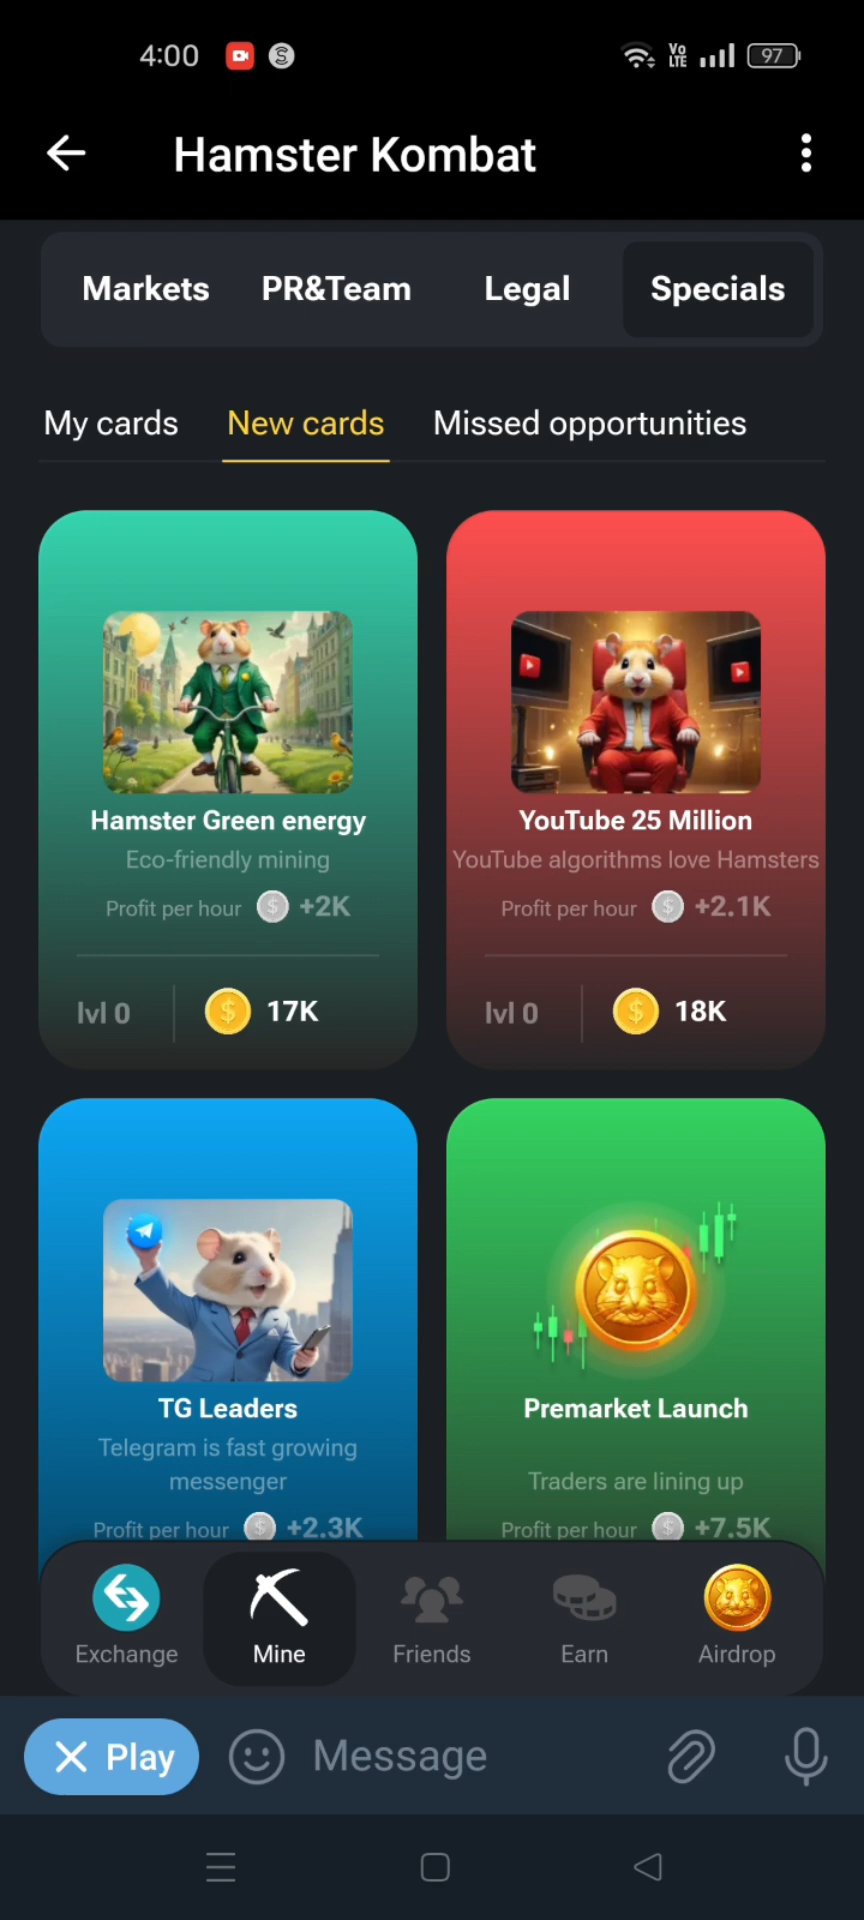 4:00
Vo LTE
97
Hamster Kombat
Markets PR&Team Legal Specials
My cards New cards Missed opportunities
Hamster Green energy
Eco-friendly mining
Profit per hour +2K
lvl 0 17K
YouTube 25 Million
YouTube algorithms love Hamsters
Profit per hour +2.1K
lvl 0 18K
TG Leaders
Telegram is fast growing
messenger
Profit per hour +2.3K
Premarket Launch
Traders are lining up
Profit per hour +7.5K
Exchange Mine Friends Earn Airdrop
Play Message